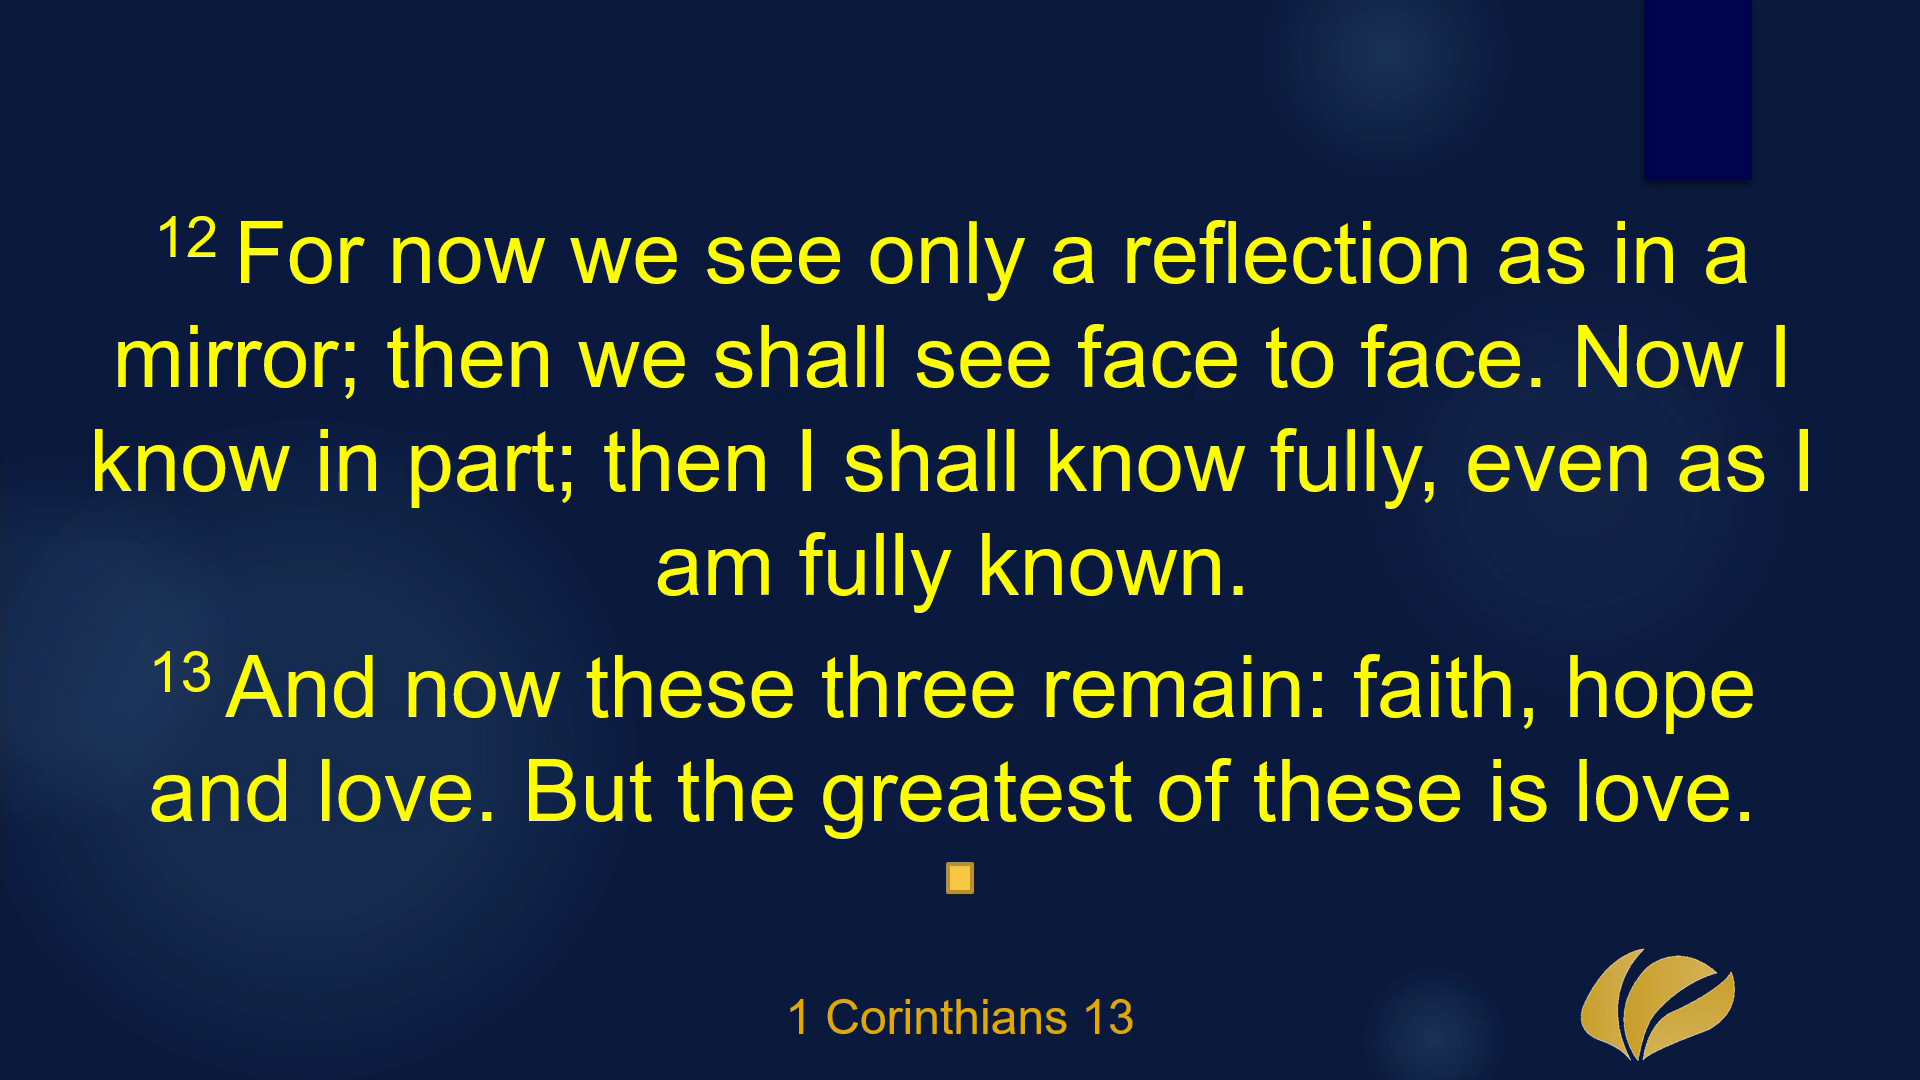 12 For now we see only a reflection as in a
mirror; then we shall see face to face. Now I
know in part; then I shall know fully, even as I
am fully known.
13 And now these three remain: faith, hope
and love. But the greatest of these is love.
1 Corinthians 13